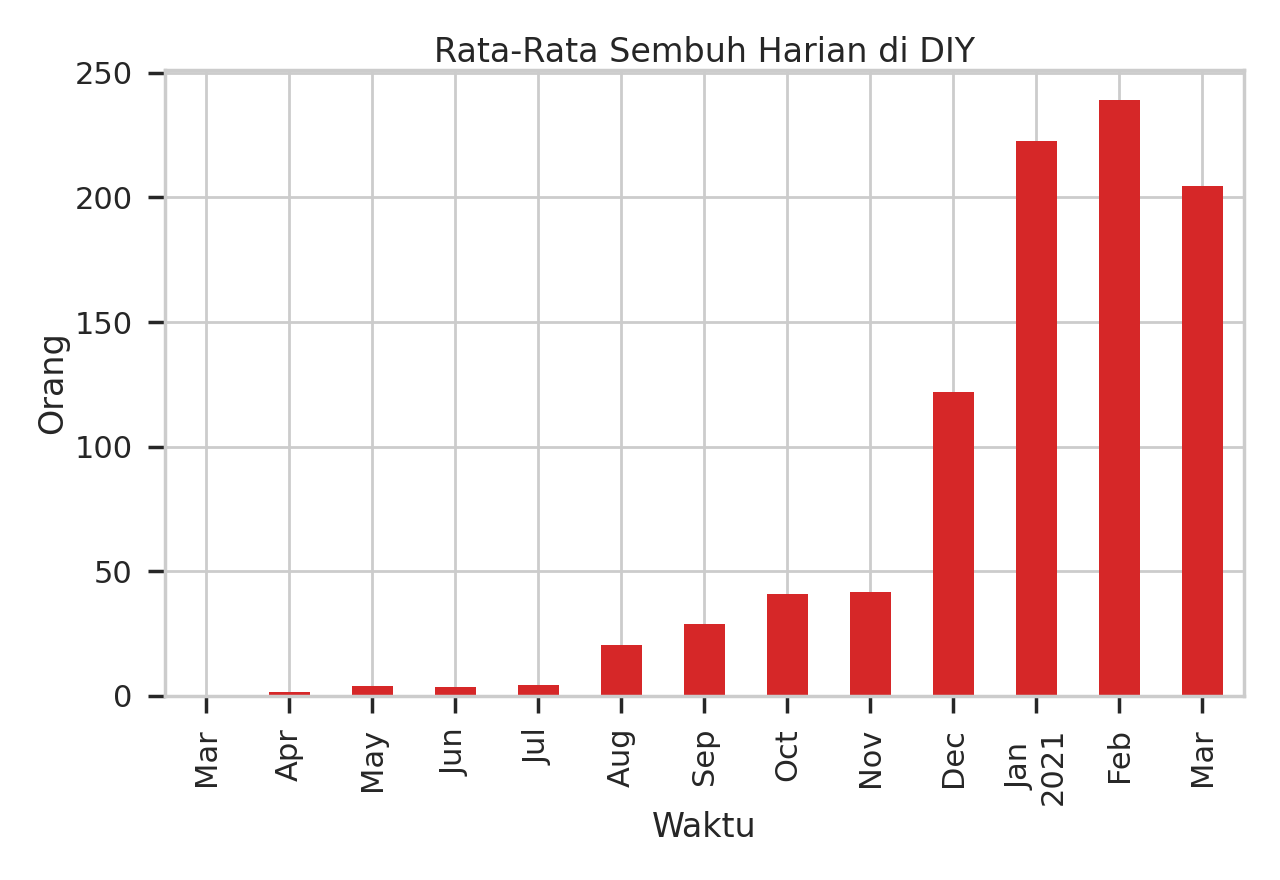 Rata-Rata Sembuh Harian di DIY
250
200
150
100
50
0
Orang
Mar
Apr
May
Jun
Jul
Aug
Sep
Oct
Nov
Dec
Jan
2021
Feb
Mar
Waktu